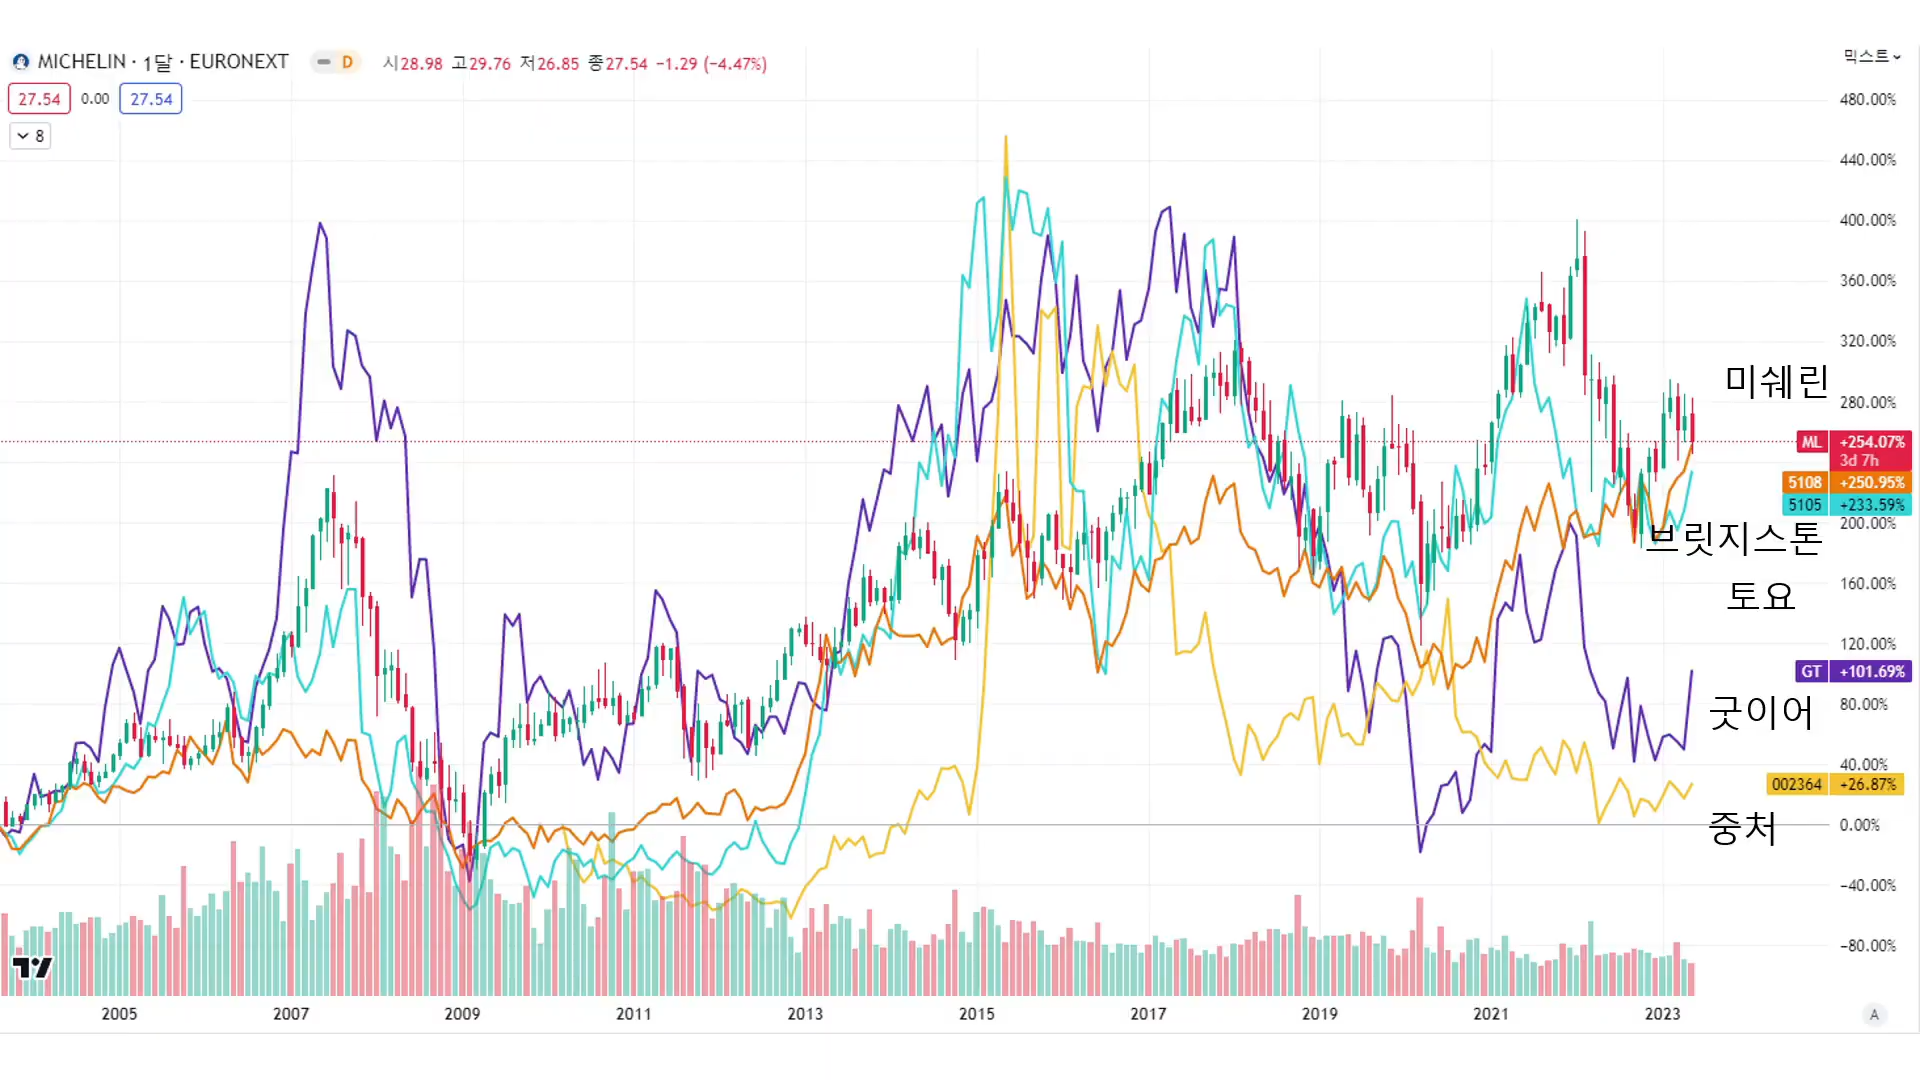 MICHELIN · 1달 · EURONEXT D 시28.98 고29.76 저26.85 종27.54 −1.29 (−4.47%)
믹스트
27.54 0.00 27.54
8
480.00%
440.00%
400.00%
360.00%
320.00%
미쉐린
280.00%
ML +254.07%
3d 7h
5108 +250.95%
5105 +233.59%
200.00%
브릿지스톤
160.00%
토요
120.00%
GT +101.69%
80.00%
굿이어
40.00%
002364 +26.87%
0.00%
중처
−40.00%
−80.00%
2005 2007 2009 2011 2013 2015 2017 2019 2021 2023 A